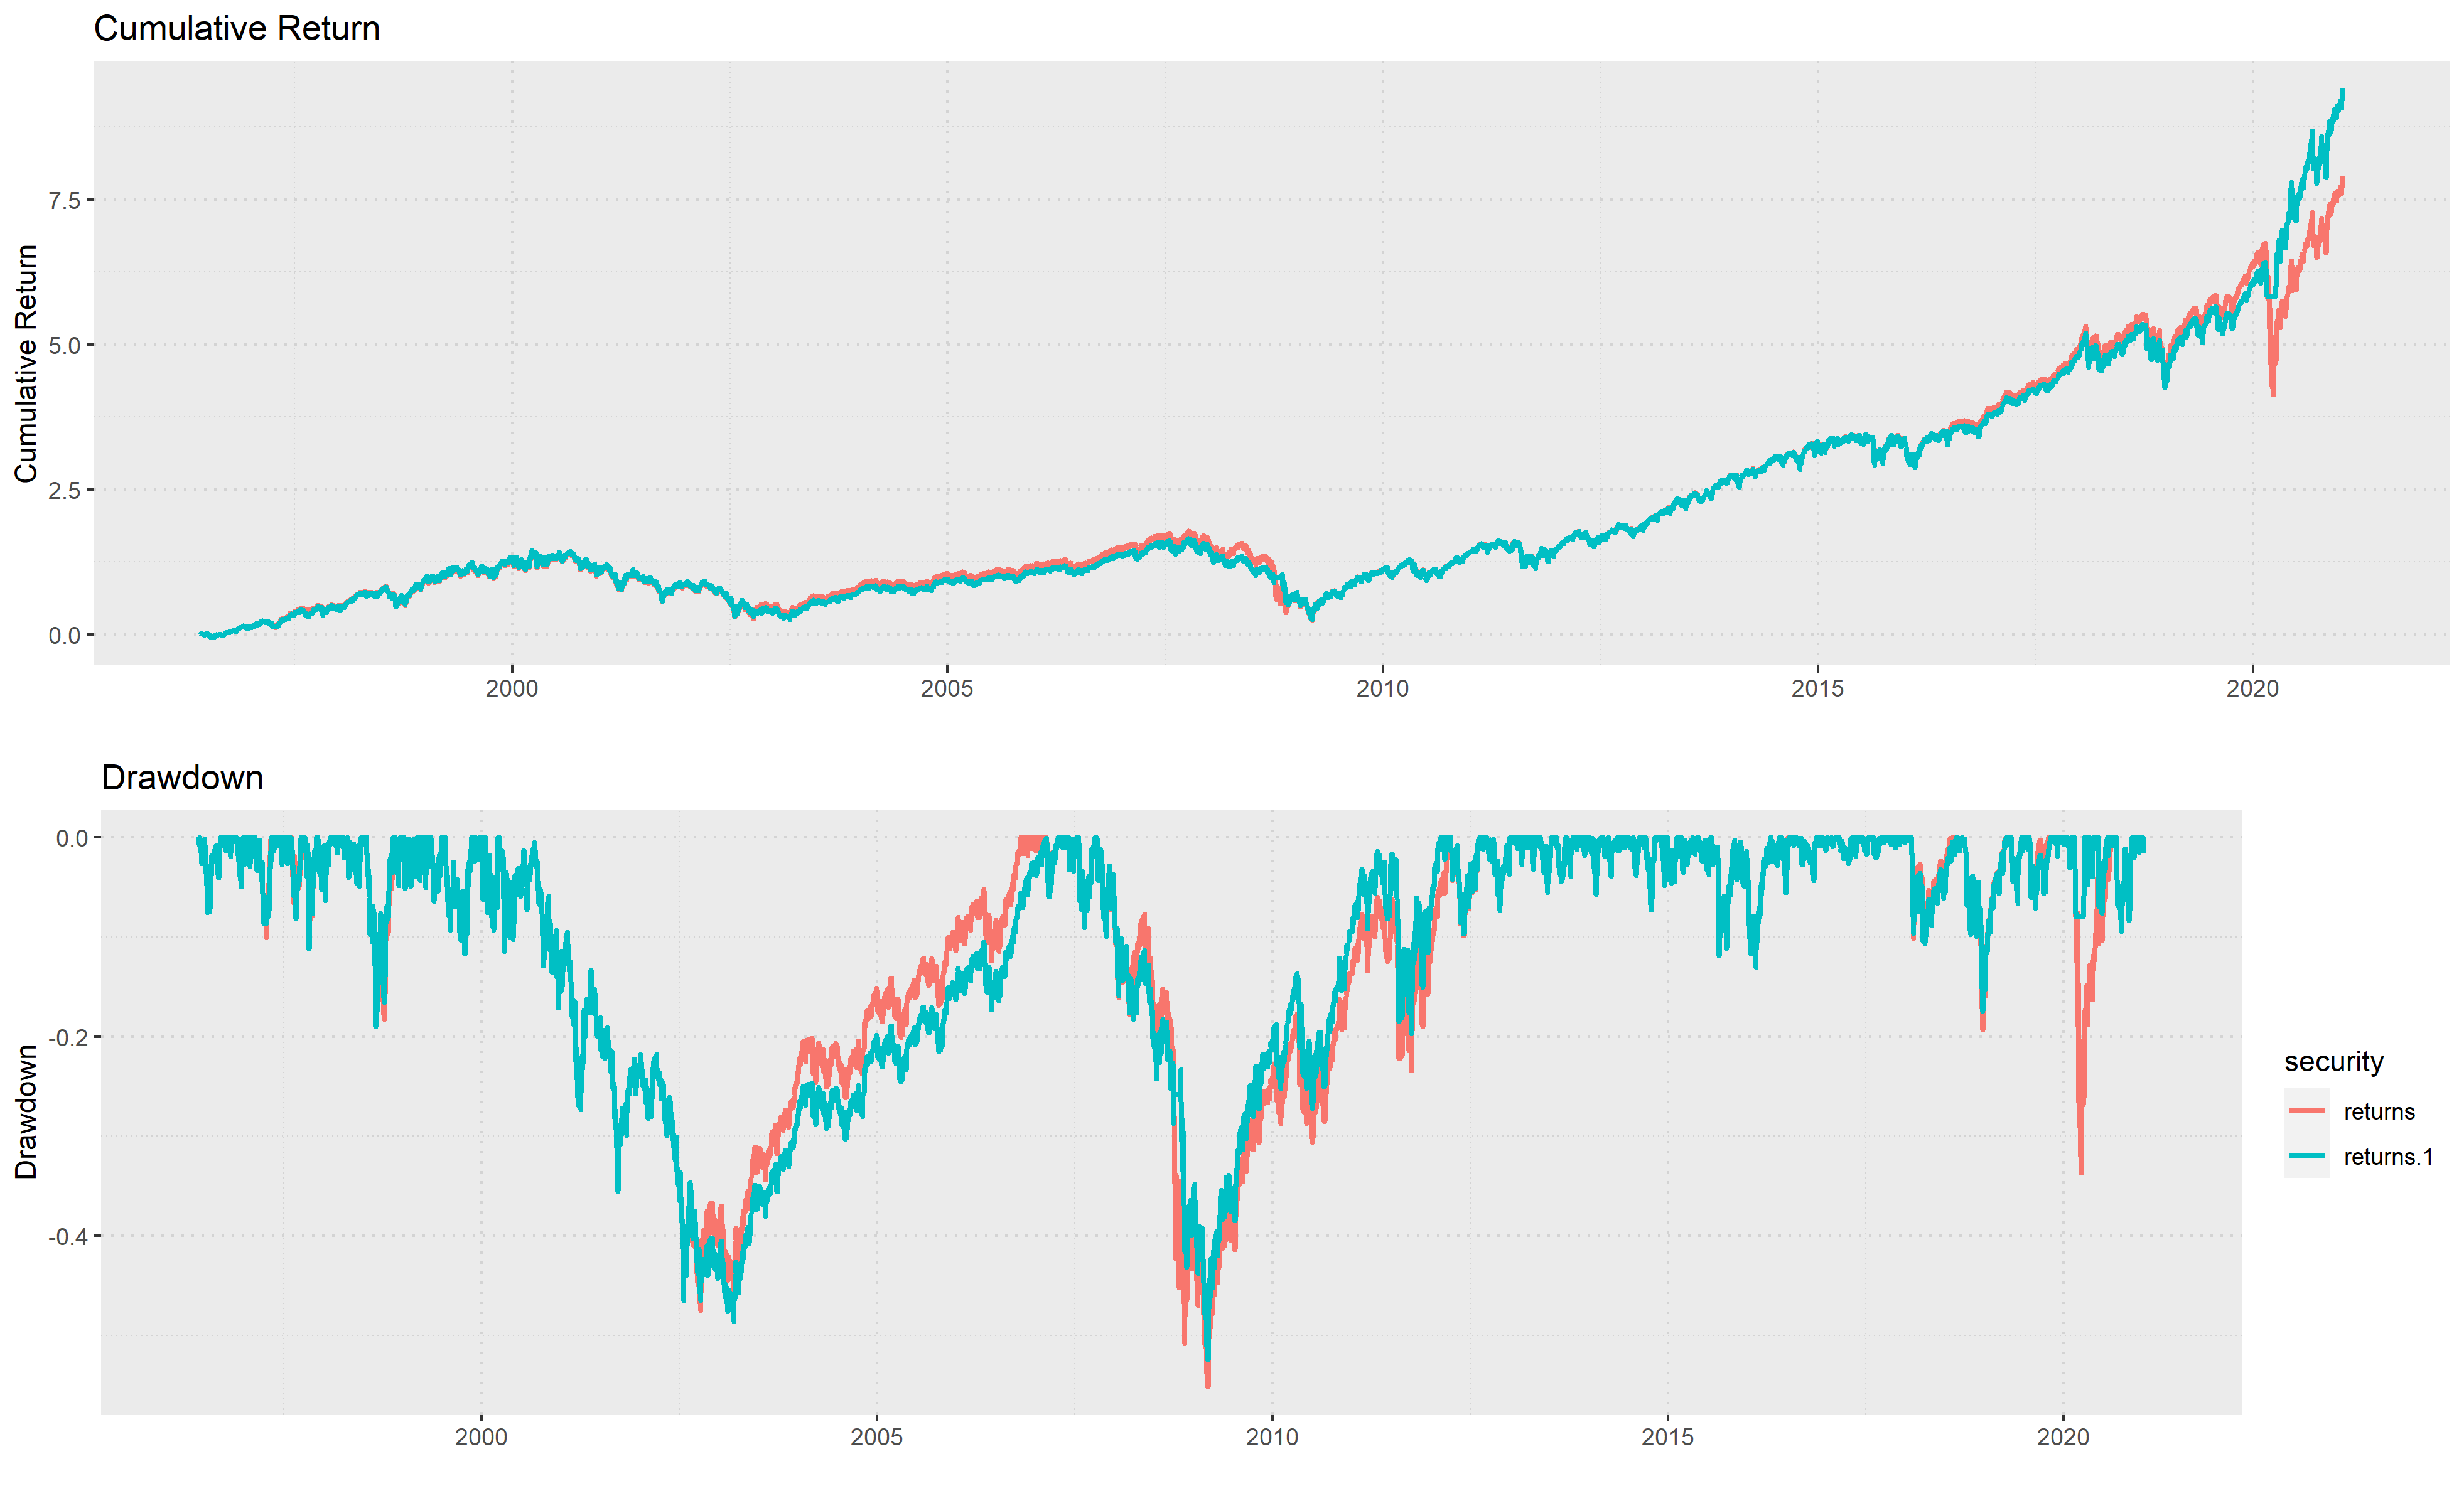 Cumulative Return
Cumulative Return
7.5
5.0
2.5
0.0
2000 2005 2010 2015 2020
Drawdown
Drawdown
0.0
-0.2
-0.4
2000 2005 2010 2015 2020
security
returns
returns.1